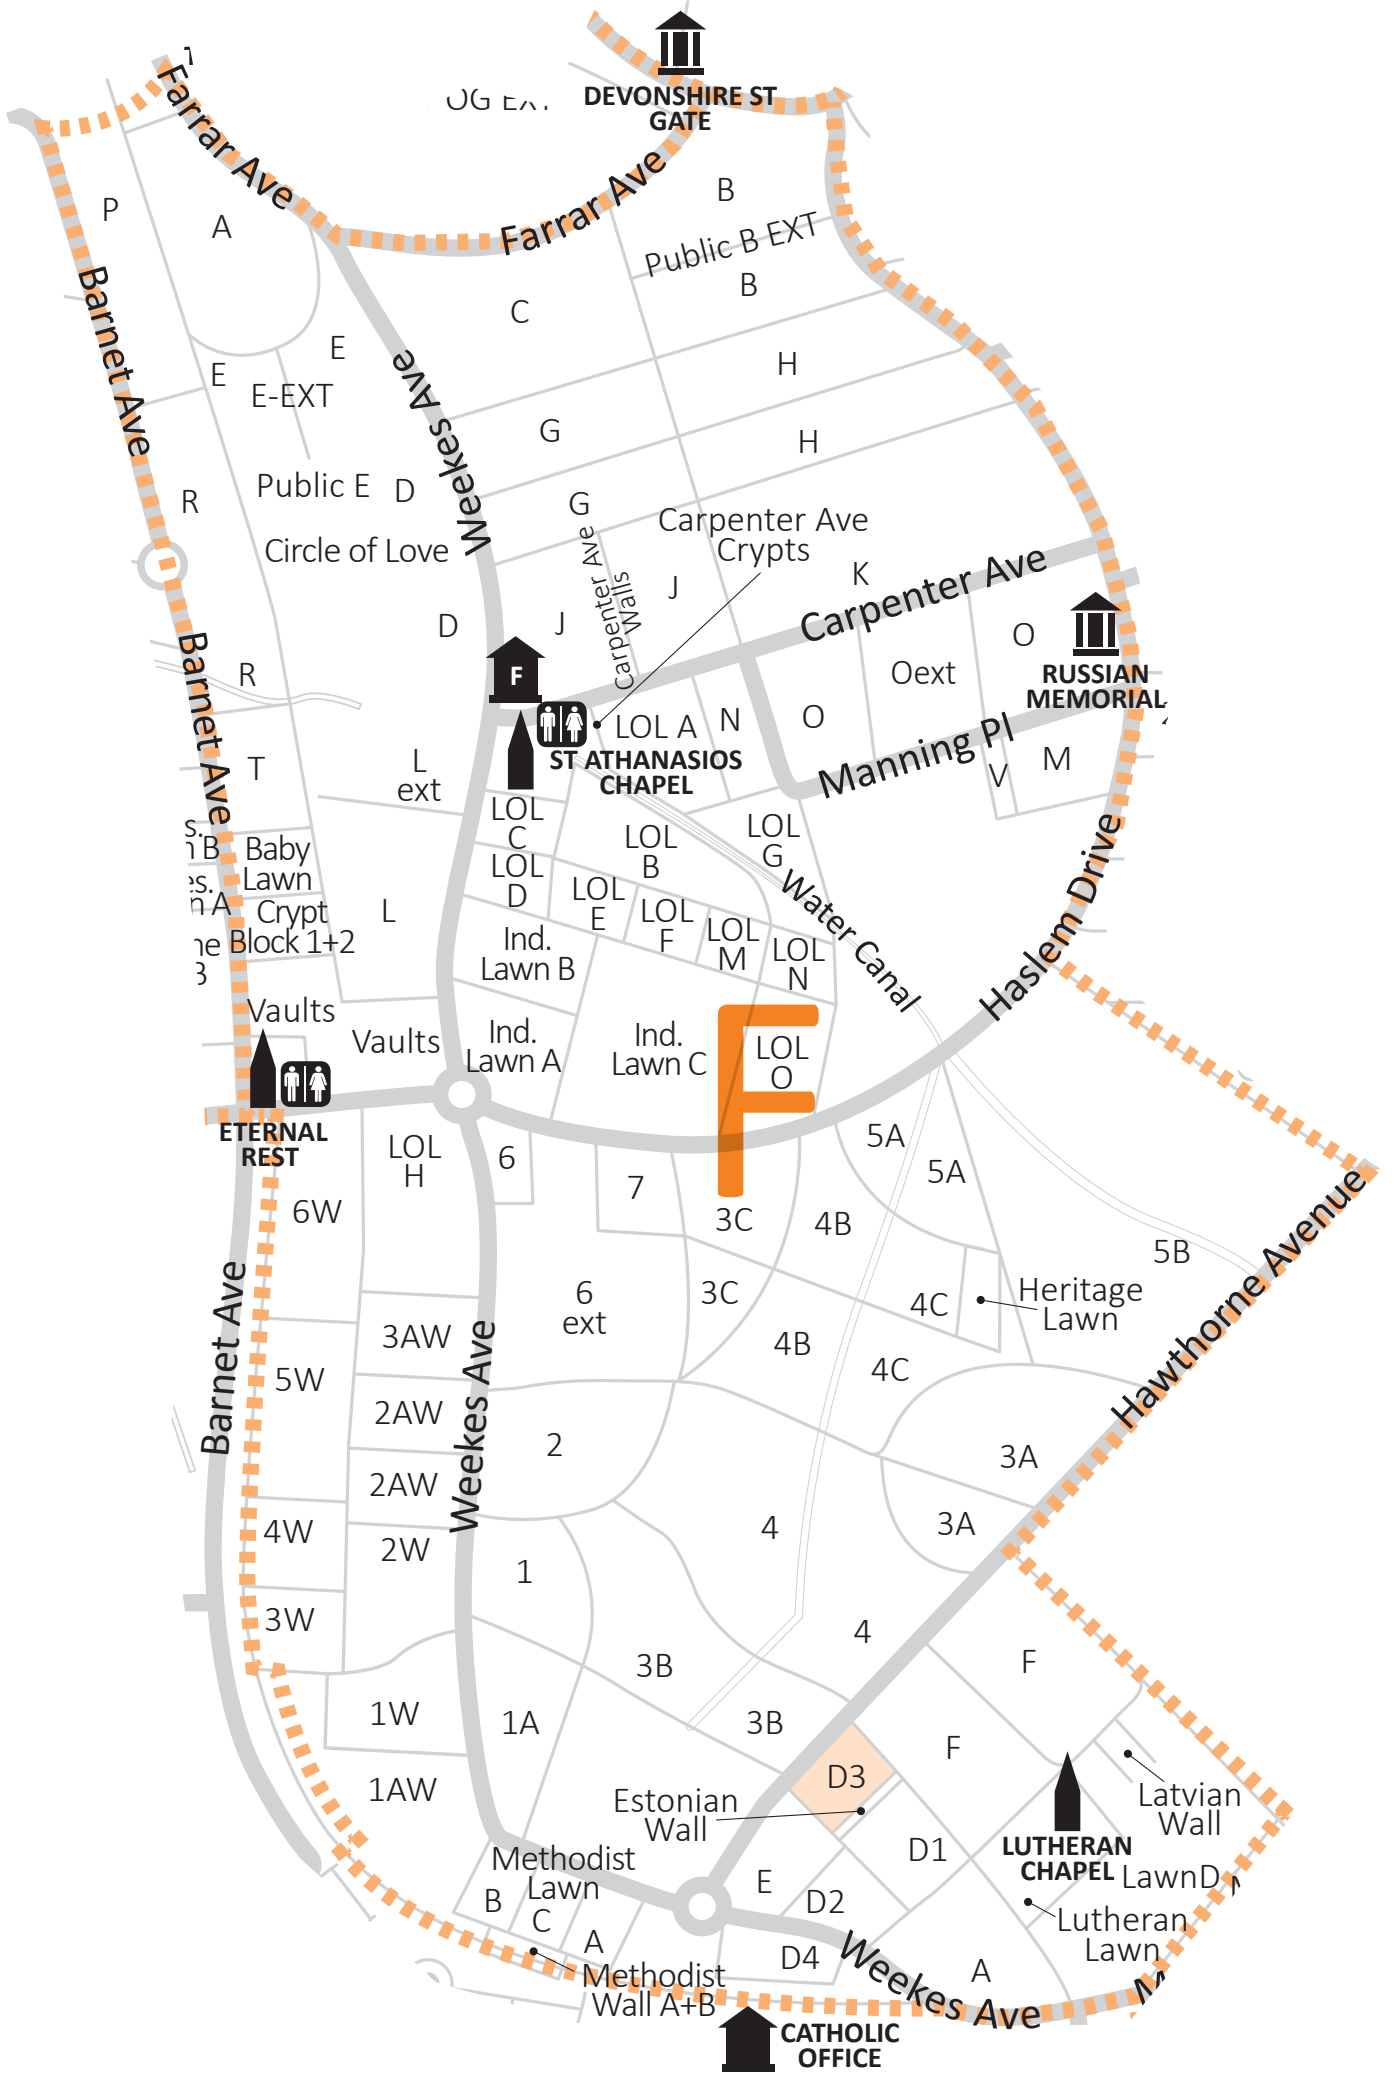 DEVONSHIRE ST
GATE
Farrar Ave
Farrar Ave
P
A
B
Public B EXT
B
Barnet Ave
C
E
E
E-EXT
Weekes Ave
H
G
H
R
Public E
D
G
Carpenter Ave
Crypts
Circle of Love
Carpenter Ave
Walls
J
K
Carpenter Ave
D
J
O
Oext
F
RUSSIAN
MEMORIAL
Barnet Ave
R
LOL A
N
O
Manning Pl
ST ATHANASIOS
CHAPEL
T
L
ext
V
M
LOL
C
LOL
B
LOL
G
Baby
Lawn
LOL
D
LOL
E
LOL
F
LOL
M
LOL
N
Water Canal
Haslem Drive
Crypt
Block 1+2
L
Ind.
Lawn B
Vaults
Vaults
Ind.
Lawn A
Ind.
Lawn C
F
LOL
O
ETERNAL
REST
LOL
H
6
7
5A
5A
6W
3C
4B
5B
Barnet Ave
6
ext
3C
4C
Heritage
Lawn
Hawthorne Avenue
3AW
4B
4C
5W
Weekes Ave
2AW
2
3A
2AW
4W
2W
4
3A
1
3W
4
3B
F
1W
1A
3B
F
D3
1AW
Estonian
Wall
Latvian
Wall
D1
LUTHERAN
CHAPEL
LawnD
Methodist
Lawn
B
C
A
E
D2
Lutheran
Lawn
D4
Weekes Ave
A
Methodist
Wall A+B
CATHOLIC
OFFICE